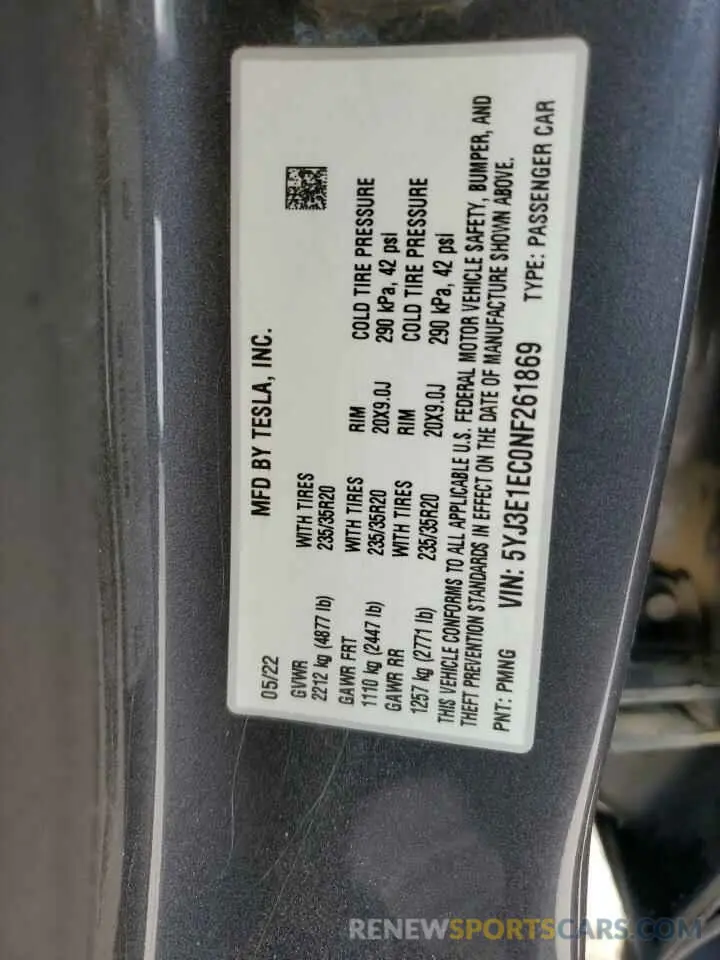 MFD BY TESLA, INC.
05/22
GVWR WITH TIRES
2212 kg (4877 lb) 235/35R20 RIM COLD TIRE PRESSURE
GAWR FRT WITH TIRES 20X9.0J 290 kPa, 42 psi
1110 kg (2447 lb) 235/35R20 RIM COLD TIRE PRESSURE
GAWR RR WITH TIRES 20X9.0J 290 kPa, 42 psi
1257 kg (2771 lb) 235/35R20
THIS VEHICLE CONFORMS TO ALL APPLICABLE U.S. FEDERAL MOTOR VEHICLE SAFETY, BUMPER, AND
THEFT PREVENTION STANDARDS IN EFFECT ON THE DATE OF MANUFACTURE SHOWN ABOVE.
PNT: PMNG VIN: 5YJ3E1EC0NF261869 TYPE: PASSENGER CAR
RENEWSPORTSCARS.COM